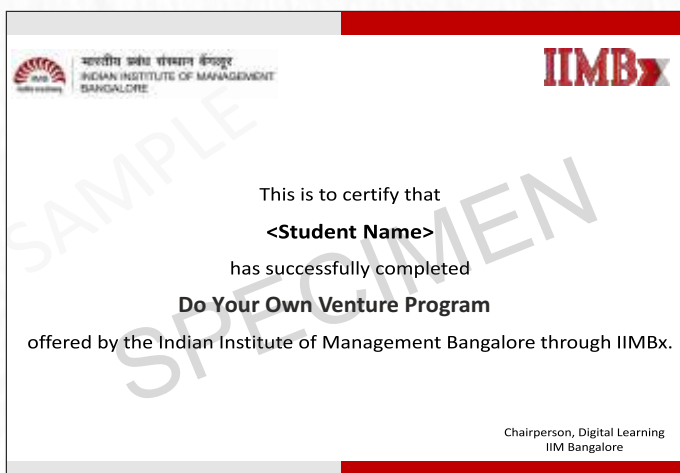 भारतीय प्रबंध संस्थान बेंगलूर
INDIAN INSTITUTE OF MANAGEMENT
BANGALORE
IIMBx
SAMPLE
SPECIMEN
This is to certify that
<Student Name>
has successfully completed
Do Your Own Venture Program
offered by the Indian Institute of Management Bangalore through IIMBx.
Chairperson, Digital Learning
IIM Bangalore